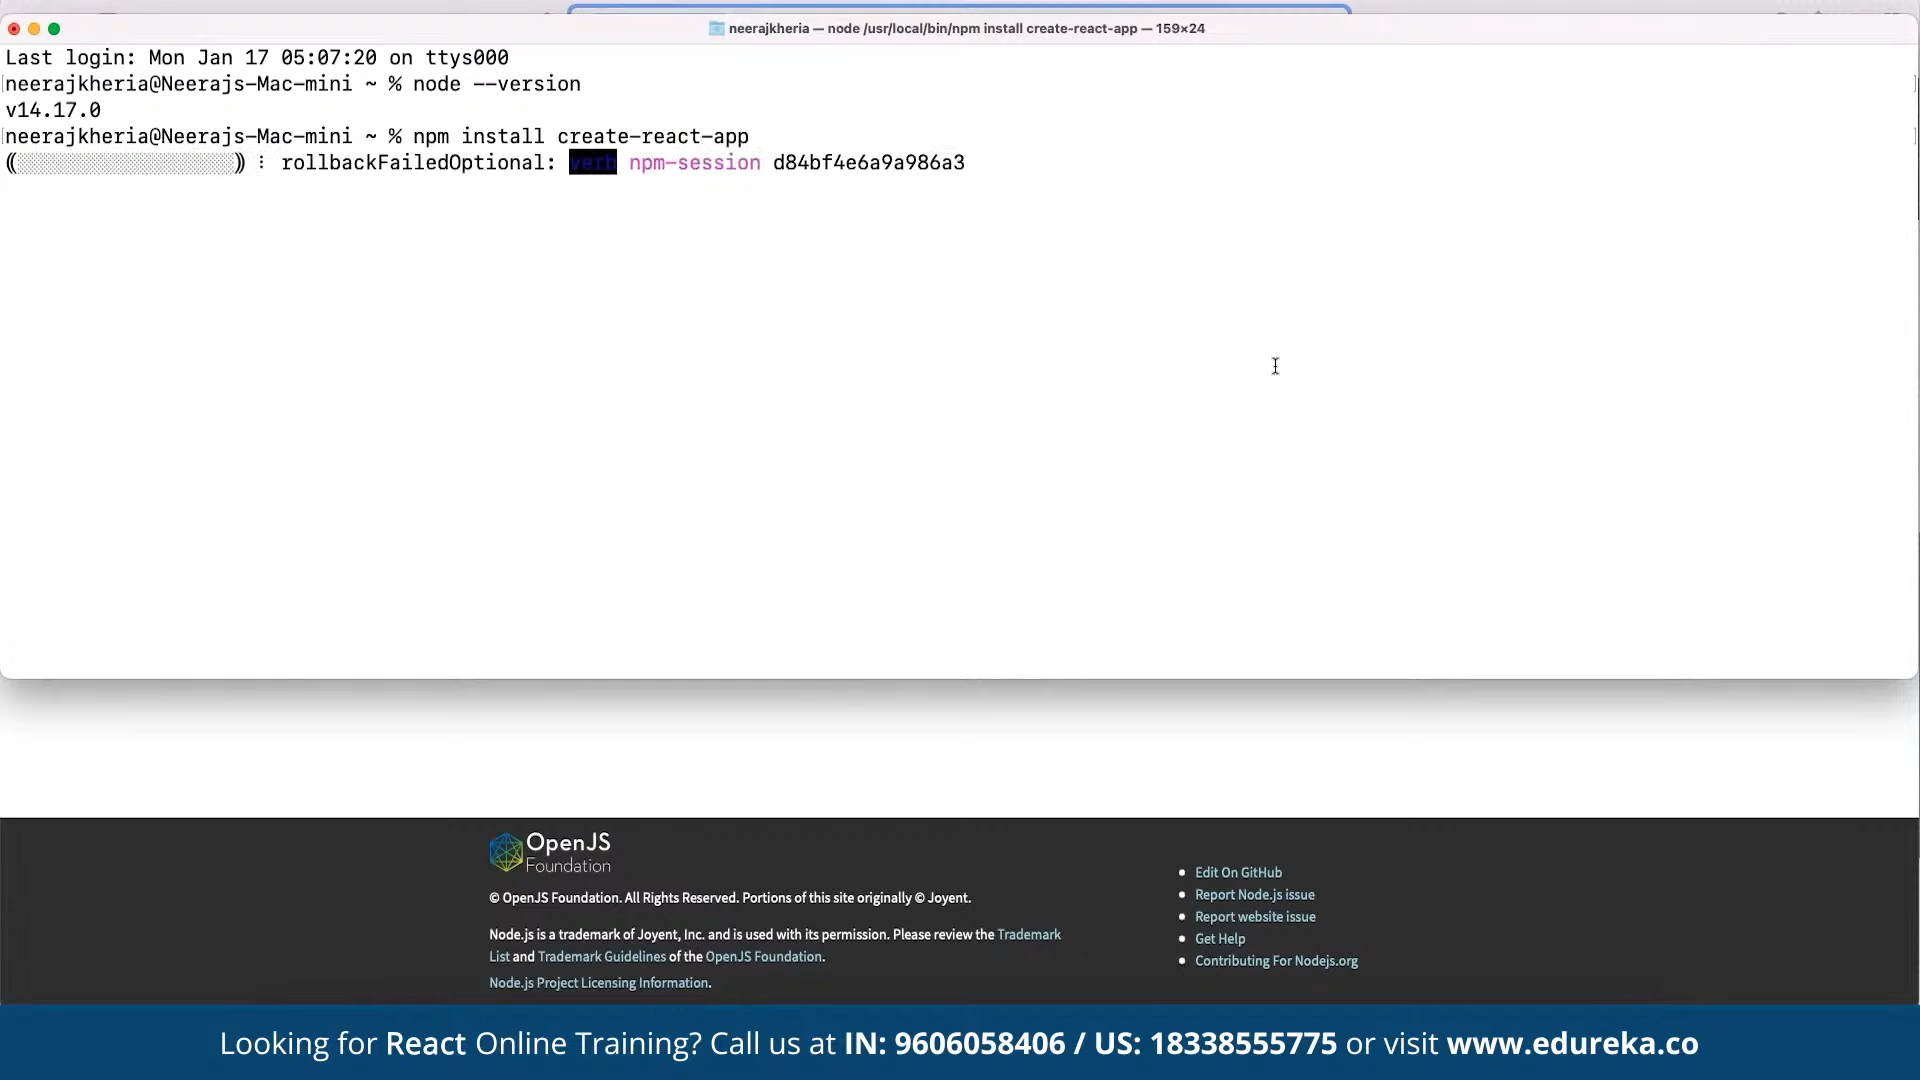 neerajkheria — node /usr/local/bin/npm install create-react-app — 159×24
Last login: Mon Jan 17 05:07:20 on ttys000
neerajkheria@Neerajs-Mac-mini ~ % node --version
v14.17.0
neerajkheria@Neerajs-Mac-mini ~ % npm install create-react-app
⸨░░░░░░░░░░░░░░░░░░⸩ ⠸ rollbackFailedOptional: verb npm-session d84bf4e6a9a986a3
OpenJS
Foundation
© OpenJS Foundation. All Rights Reserved. Portions of this site originally © Joyent.
Node.js is a trademark of Joyent, Inc. and is used with its permission. Please review the Trademark
List and Trademark Guidelines of the OpenJS Foundation.
Node.js Project Licensing Information.
Edit On GitHub
Report Node.js issue
Report website issue
Get Help
Contributing For Nodejs.org
Looking for React Online Training? Call us at IN: 9606058406 / US: 18338555775 or visit www.edureka.co